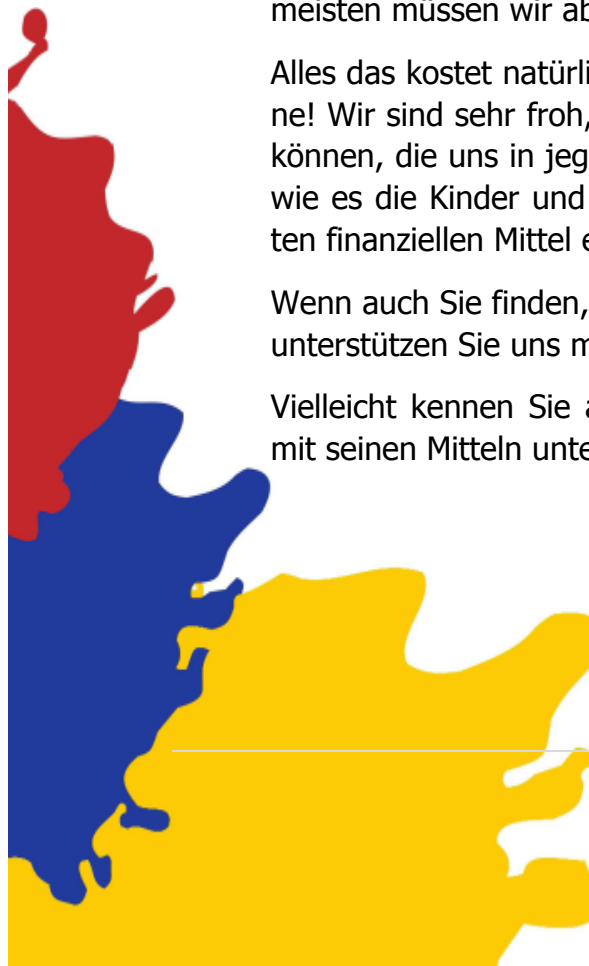 meisten müssen wir ab
Alles das kostet natürli
ne! Wir sind sehr froh,
können, die uns in jeg
wie es die Kinder und
ten finanziellen Mittel e
Wenn auch Sie finden,
unterstützen Sie uns m
Vielleicht kennen Sie a
mit seinen Mitteln unte